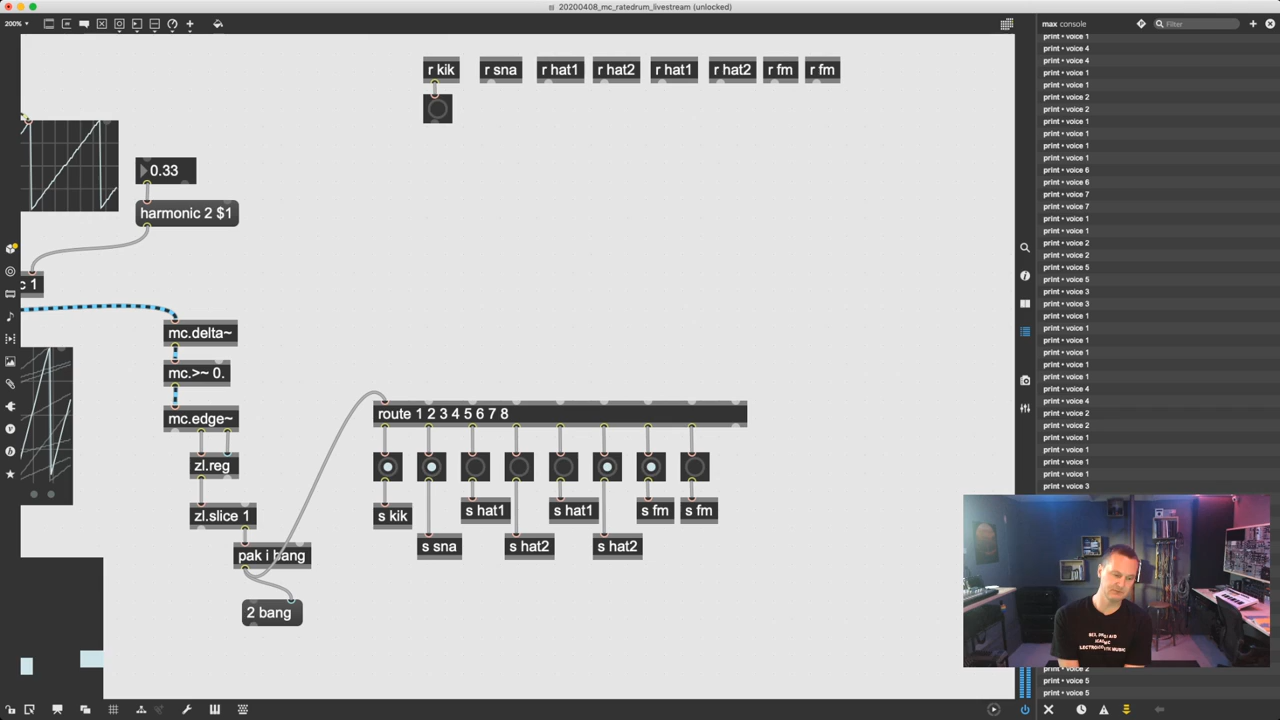 20200408_mc_ratedrum_livestream (unlocked)
200%
max console
Filter
r kik
r sna
r hat1
r hat2
r hat1
r hat2
r fm
r fm
0.33
harmonic 2 $1
c 1
mc.delta~
mc.>~ 0.
mc.edge~
zl.reg
zl.slice 1
pak i bang
2 bang
route 1 2 3 4 5 6 7 8
s kik
s sna
s hat1
s hat2
s hat1
s hat2
s fm
s fm
print • voice 1
print • voice 4
print • voice 4
print • voice 1
print • voice 1
print • voice 2
print • voice 2
print • voice 1
print • voice 1
print • voice 1
print • voice 1
print • voice 6
print • voice 6
print • voice 7
print • voice 7
print • voice 1
print • voice 1
print • voice 2
print • voice 2
print • voice 5
print • voice 5
print • voice 3
print • voice 3
print • voice 1
print • voice 1
print • voice 1
print • voice 1
print • voice 1
print • voice 1
print • voice 4
print • voice 4
print • voice 2
print • voice 2
print • voice 1
print • voice 1
print • voice 1
print • voice 1
print • voice 3
print • voice 2
print • voice 5
print • voice 5